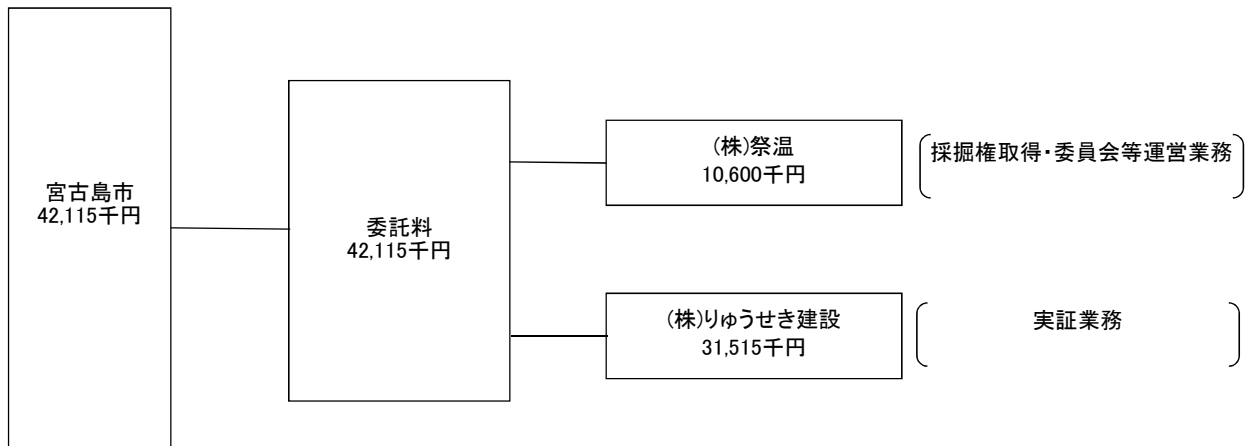 宮古島市
42,115千円
委託料
42,115千円
(株)祭温
10,600千円
採掘権取得・委員会等運営業務
(株)りゅうせき建設
31,515千円
実証業務